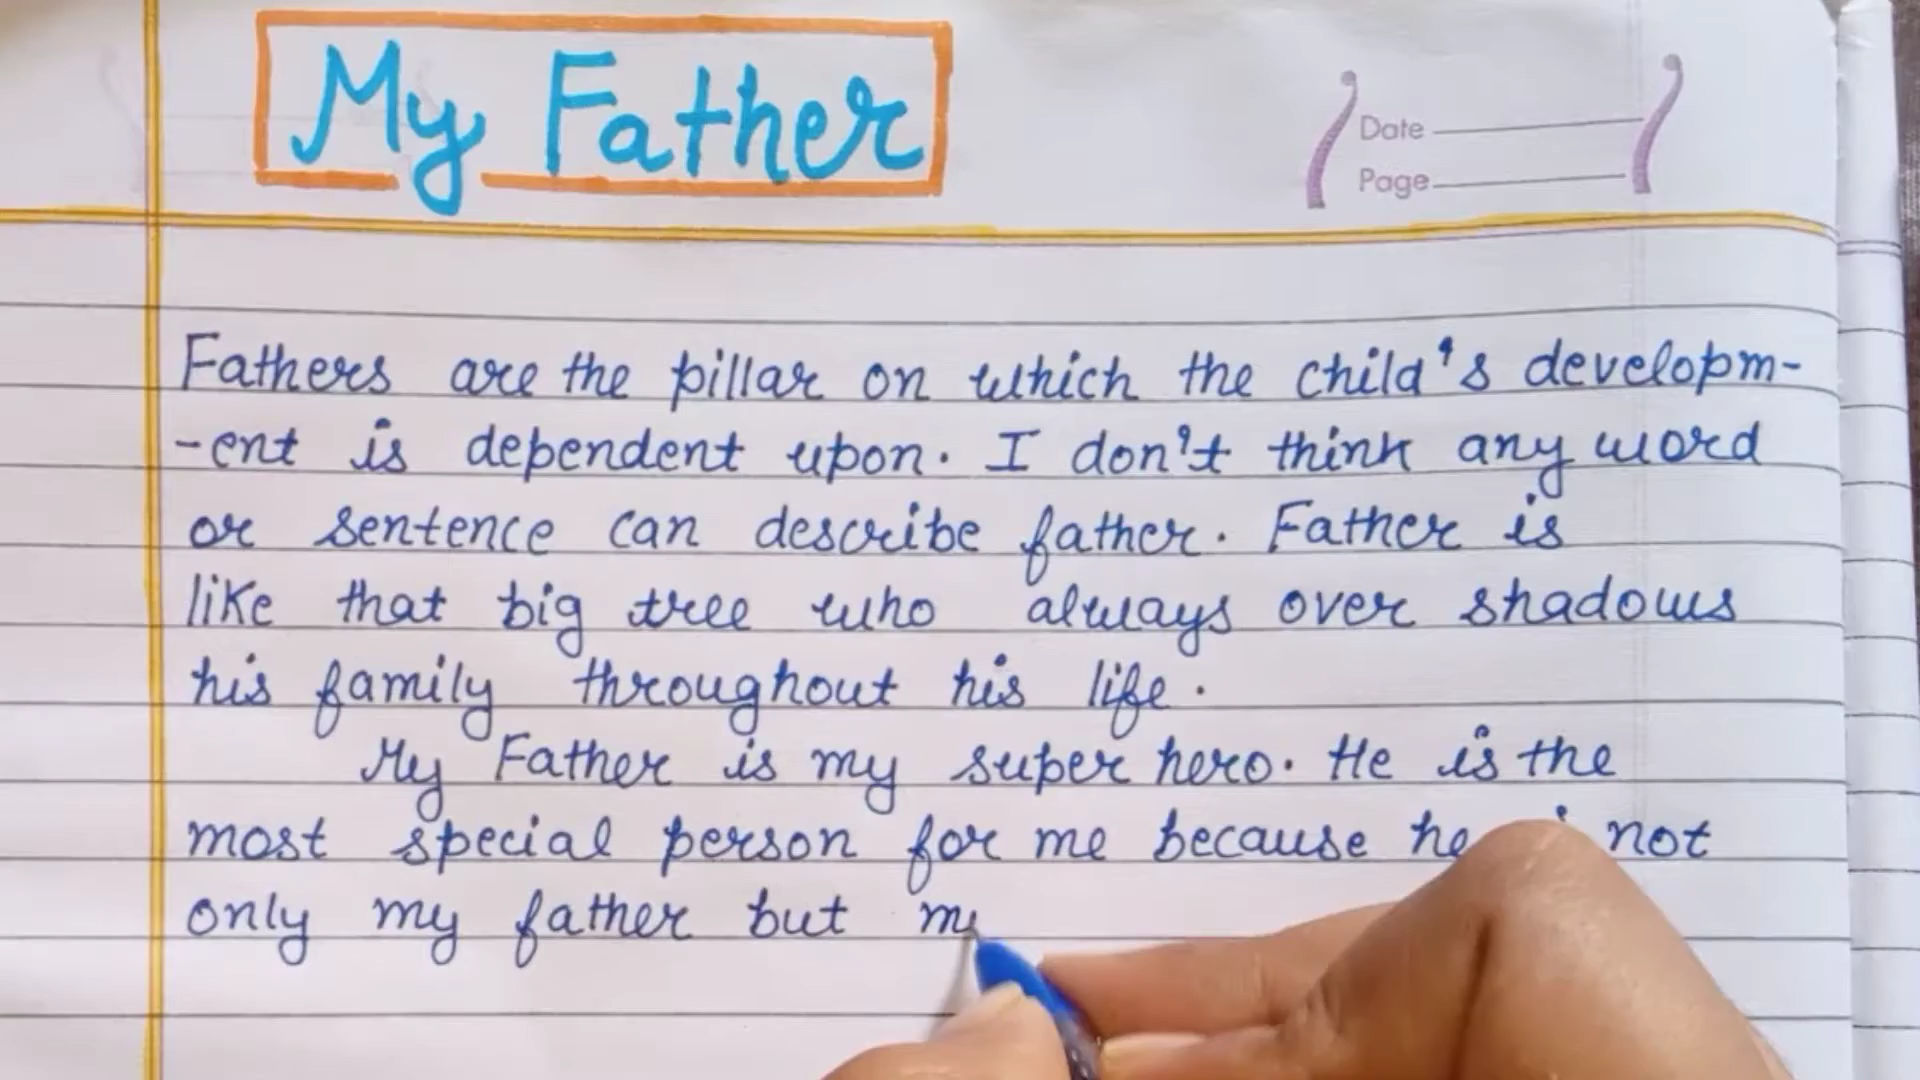 My Father
Date
Page
Fathers are the pillar on which the child's developm-
-ent is dependent upon. I don't think any word
or sentence can describe father. Father is
like that big tree who always over shadows
his family throughout his life.
My Father is my super hero. He is the
most special person for me because he not
only my father but